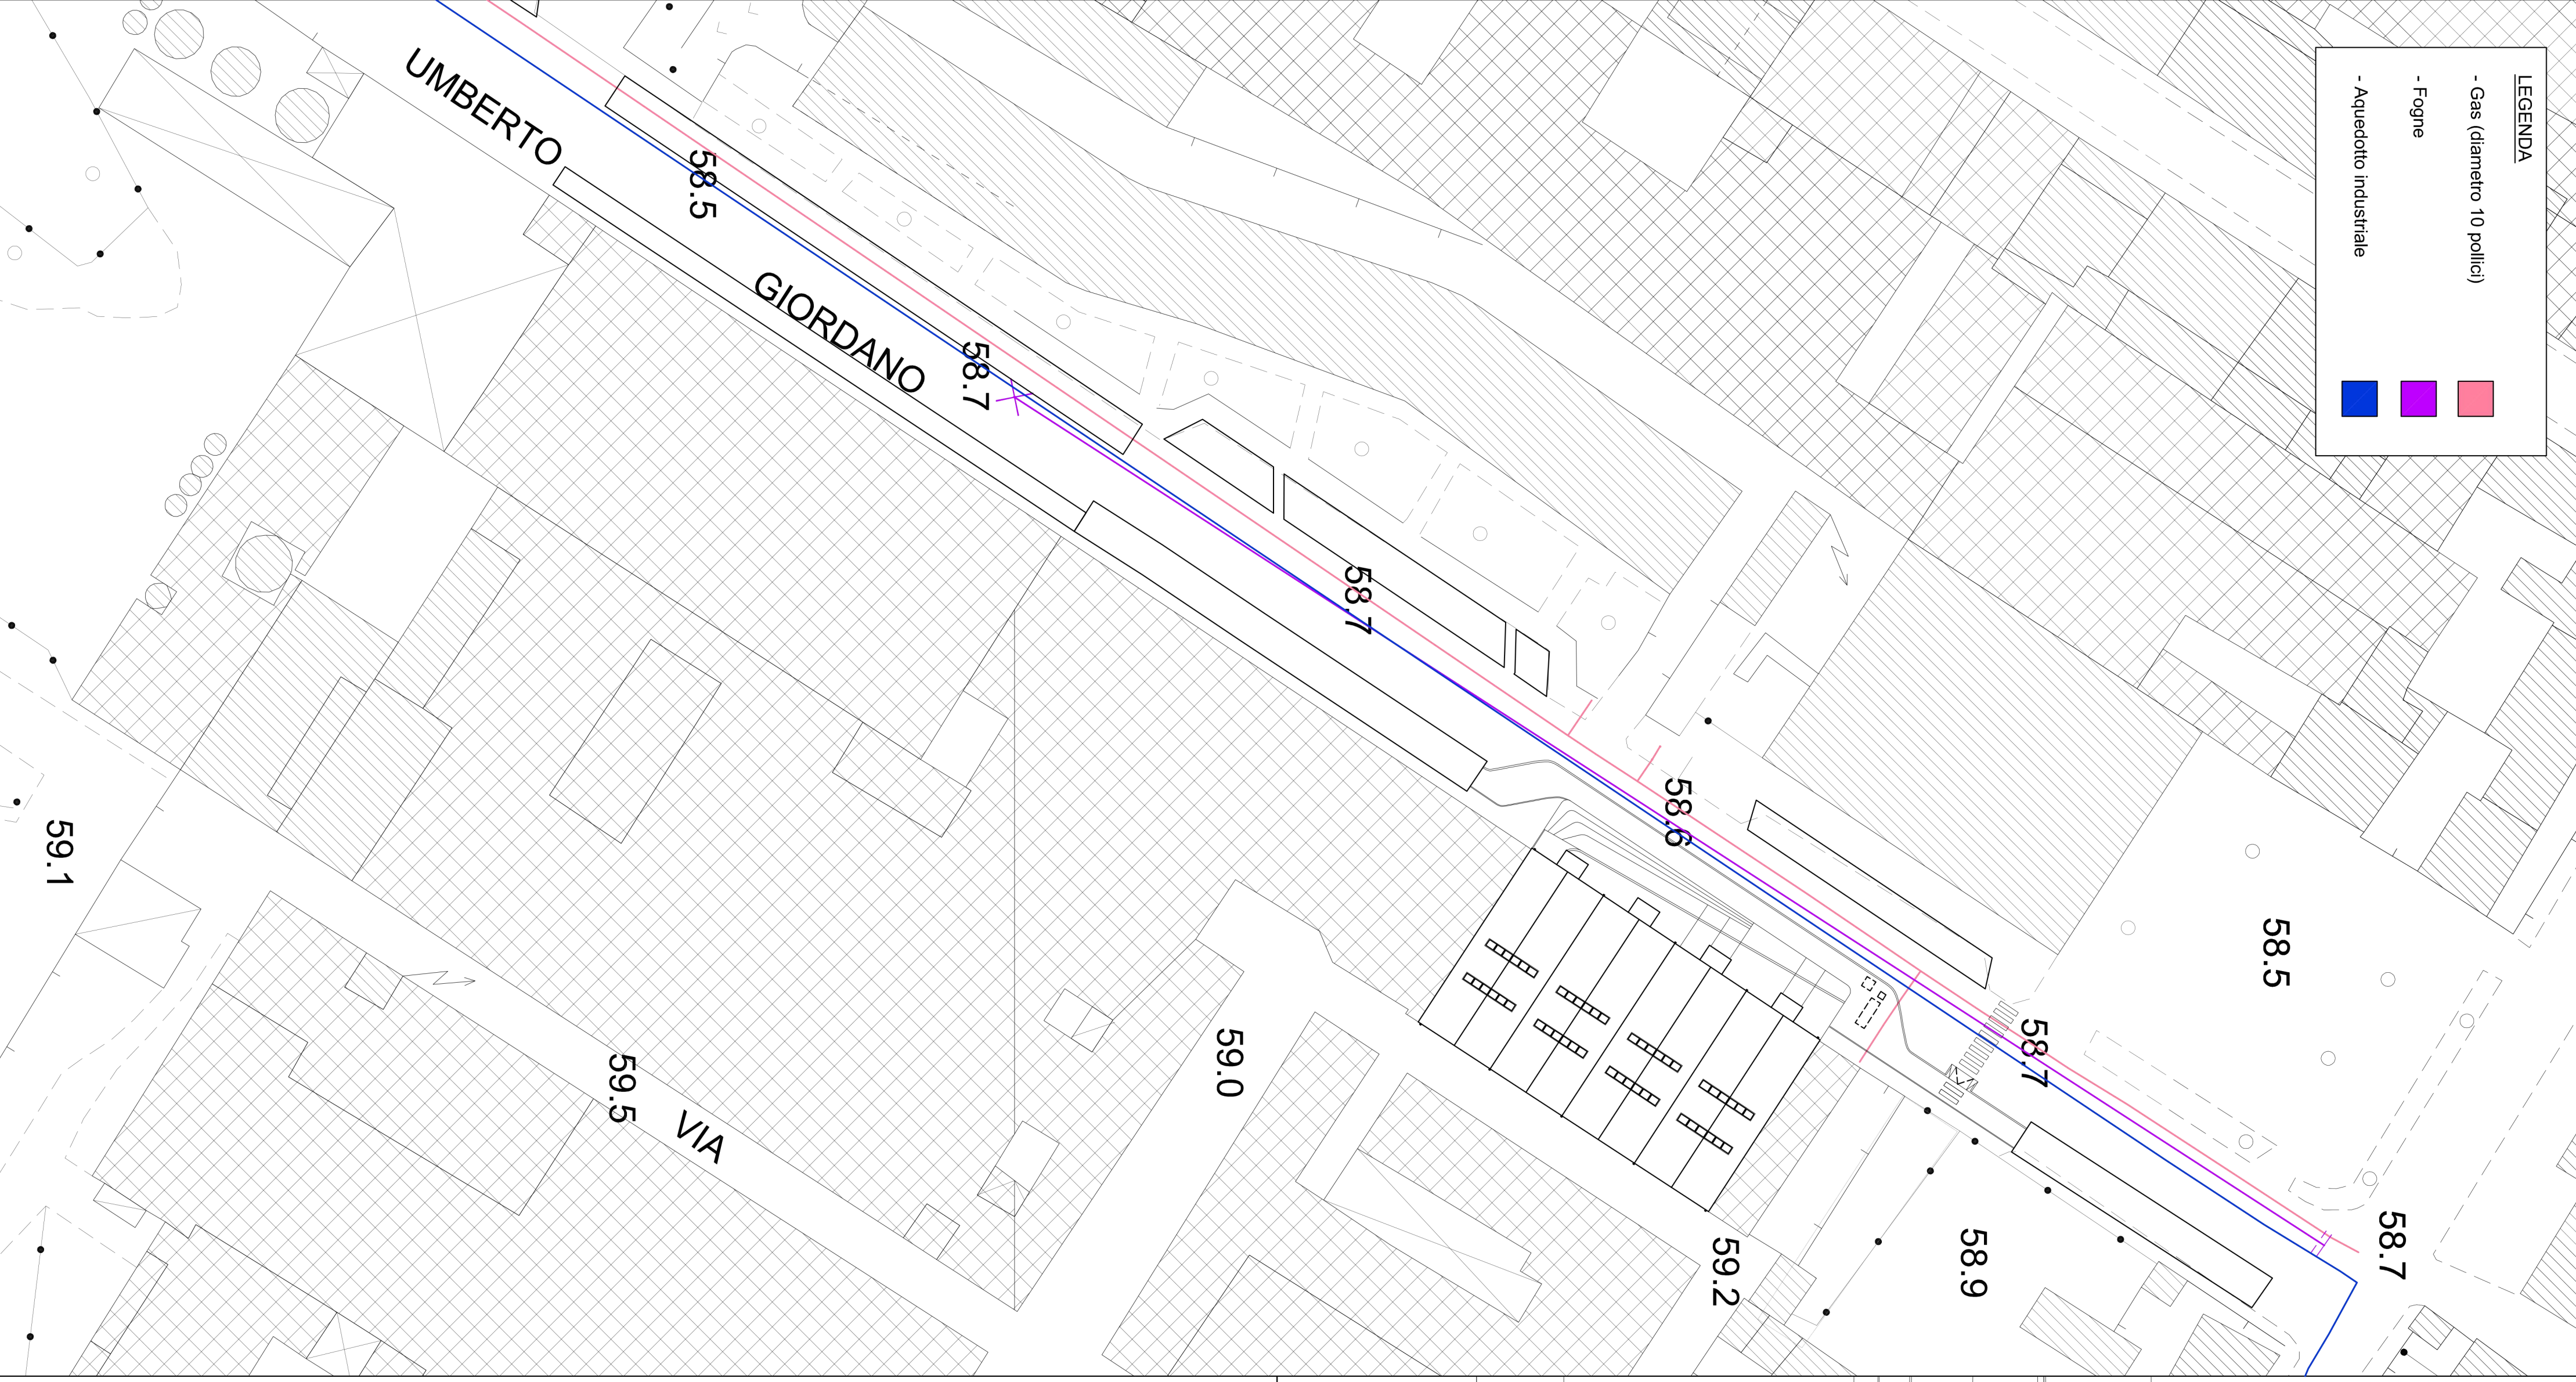 LEGENDA
- Gas (diametro 10 pollici)
- Fogne
- Aquedotto industriale
UMBERTO
GIORDANO
VIA
58.5
58.7
58.7
58.6
58.7
58.5
58.7
58.9
59.2
59.0
59.5
59.1